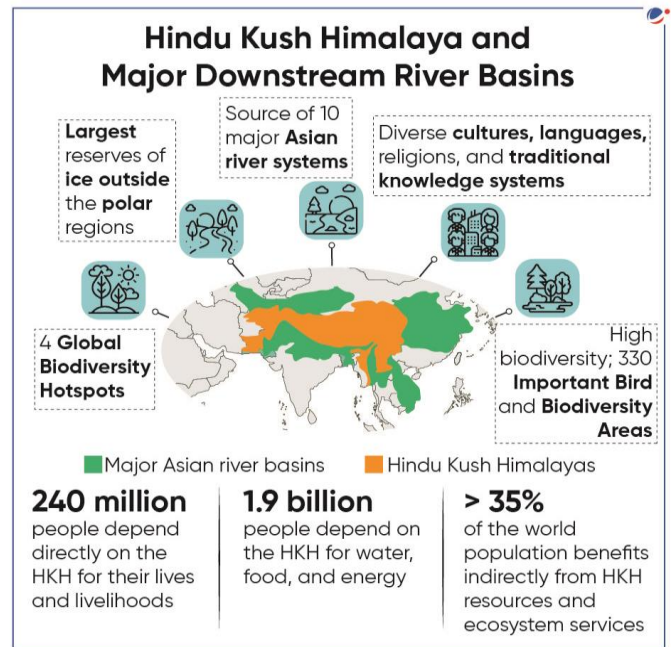 Hindu Kush Himalaya and
Major Downstream River Basins
Largest
reserves of
ice outside
the polar
regions
Source of 10
major Asian
river systems
Diverse cultures, languages,
religions, and traditional
knowledge systems
4 Global
Biodiversity
Hotspots
High
biodiversity; 330
Important Bird
and Biodiversity
Areas
Major Asian river basins
Hindu Kush Himalayas
240 million
people depend
directly on the
HKH for their lives
and livelihoods
1.9 billion
people depend on
the HKH for water,
food, and energy
> 35%
of the world
population benefits
indirectly from HKH
resources and
ecosystem services